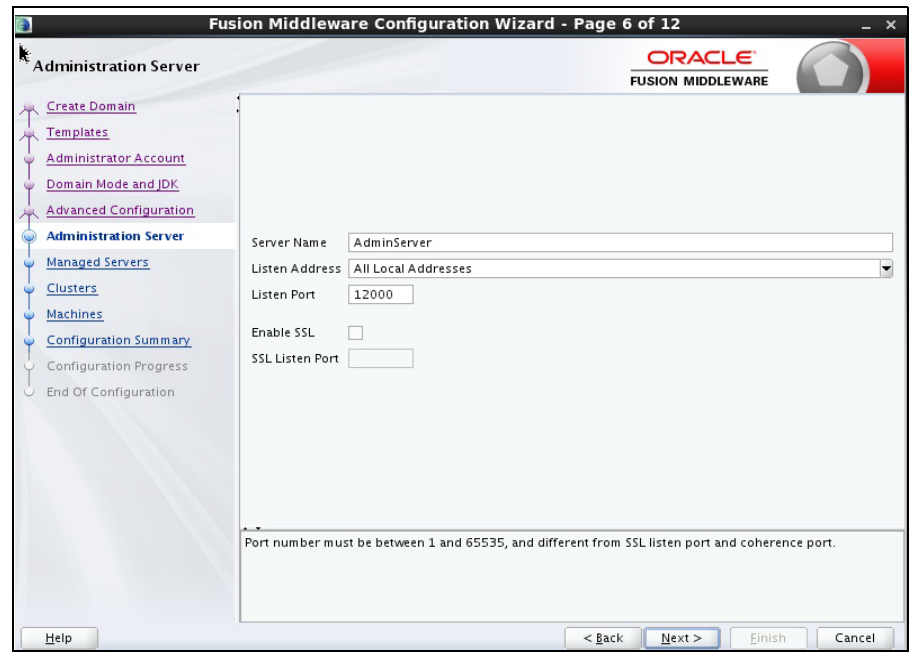 Fusion Middleware Configuration Wizard - Page 6 of 12
Administration Server
ORACLE
FUSION MIDDLEWARE
Create Domain
Templates
Administrator Account
Domain Mode and JDK
Advanced Configuration
Administration Server
Managed Servers
Clusters
Machines
Configuration Summary
Configuration Progress
End Of Configuration
Server Name AdminServer
Listen Address All Local Addresses
Listen Port 12000
Enable SSL
SSL Listen Port
Port number must be between 1 and 65535, and different from SSL listen port and coherence port.
Help < Back Next > Finish Cancel